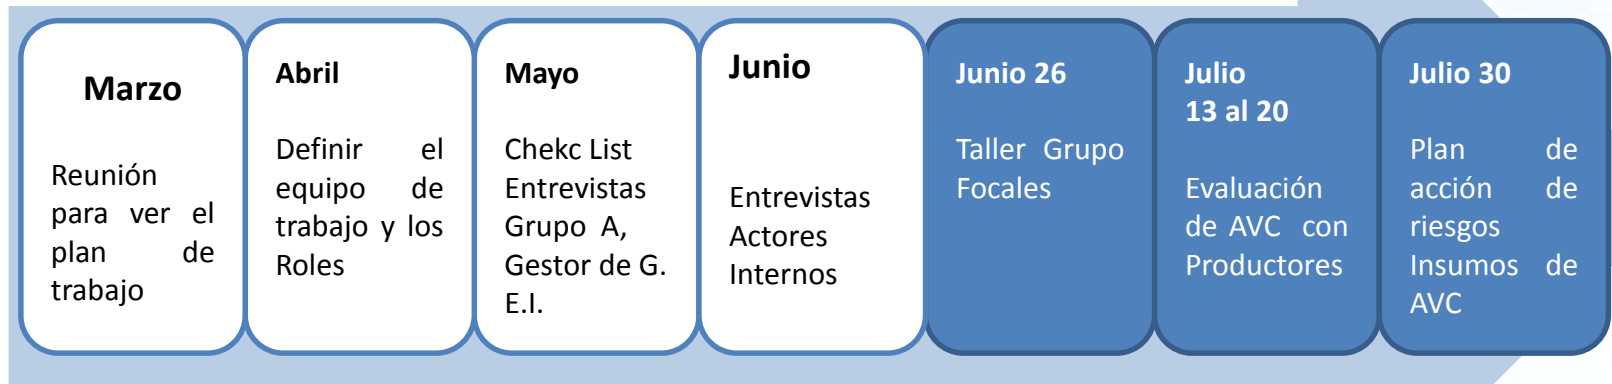 Marzo
Reunión
para ver el
plan de
trabajo
Abril
Definir el
equipo de
trabajo y los
Roles
Mayo
Chekc List
Entrevistas
Grupo A,
Gestor de G.
E.I.
Junio
Entrevistas
Actores
Internos
Junio 26
Taller Grupo
Focales
Julio
13 al 20
Evaluación
de AVC con
Productores
Julio 30
Plan de
acción de
riesgos
Insumos de
AVC